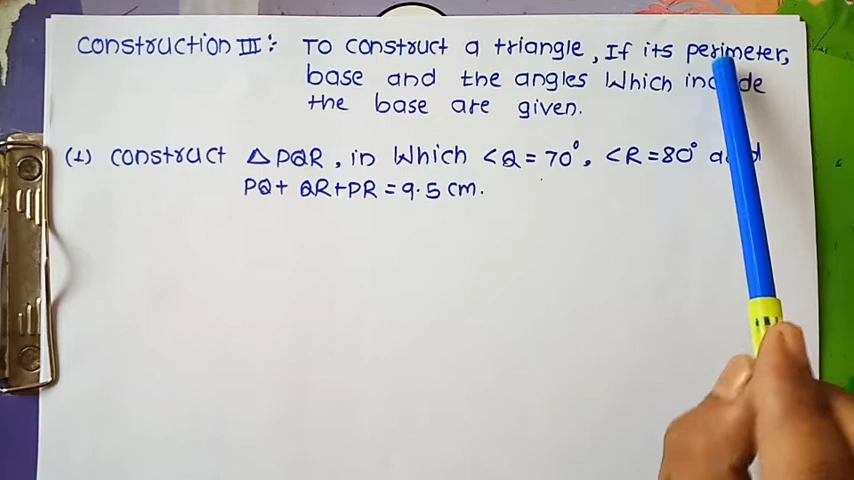 Construction III: To construct a triangle, If its perimeter,
base and the angles Which include
the base are given.
(1) construct △PQR, in Which <Q = 70°, <R = 80° and
PQ + QR + PR = 9.5 cm.